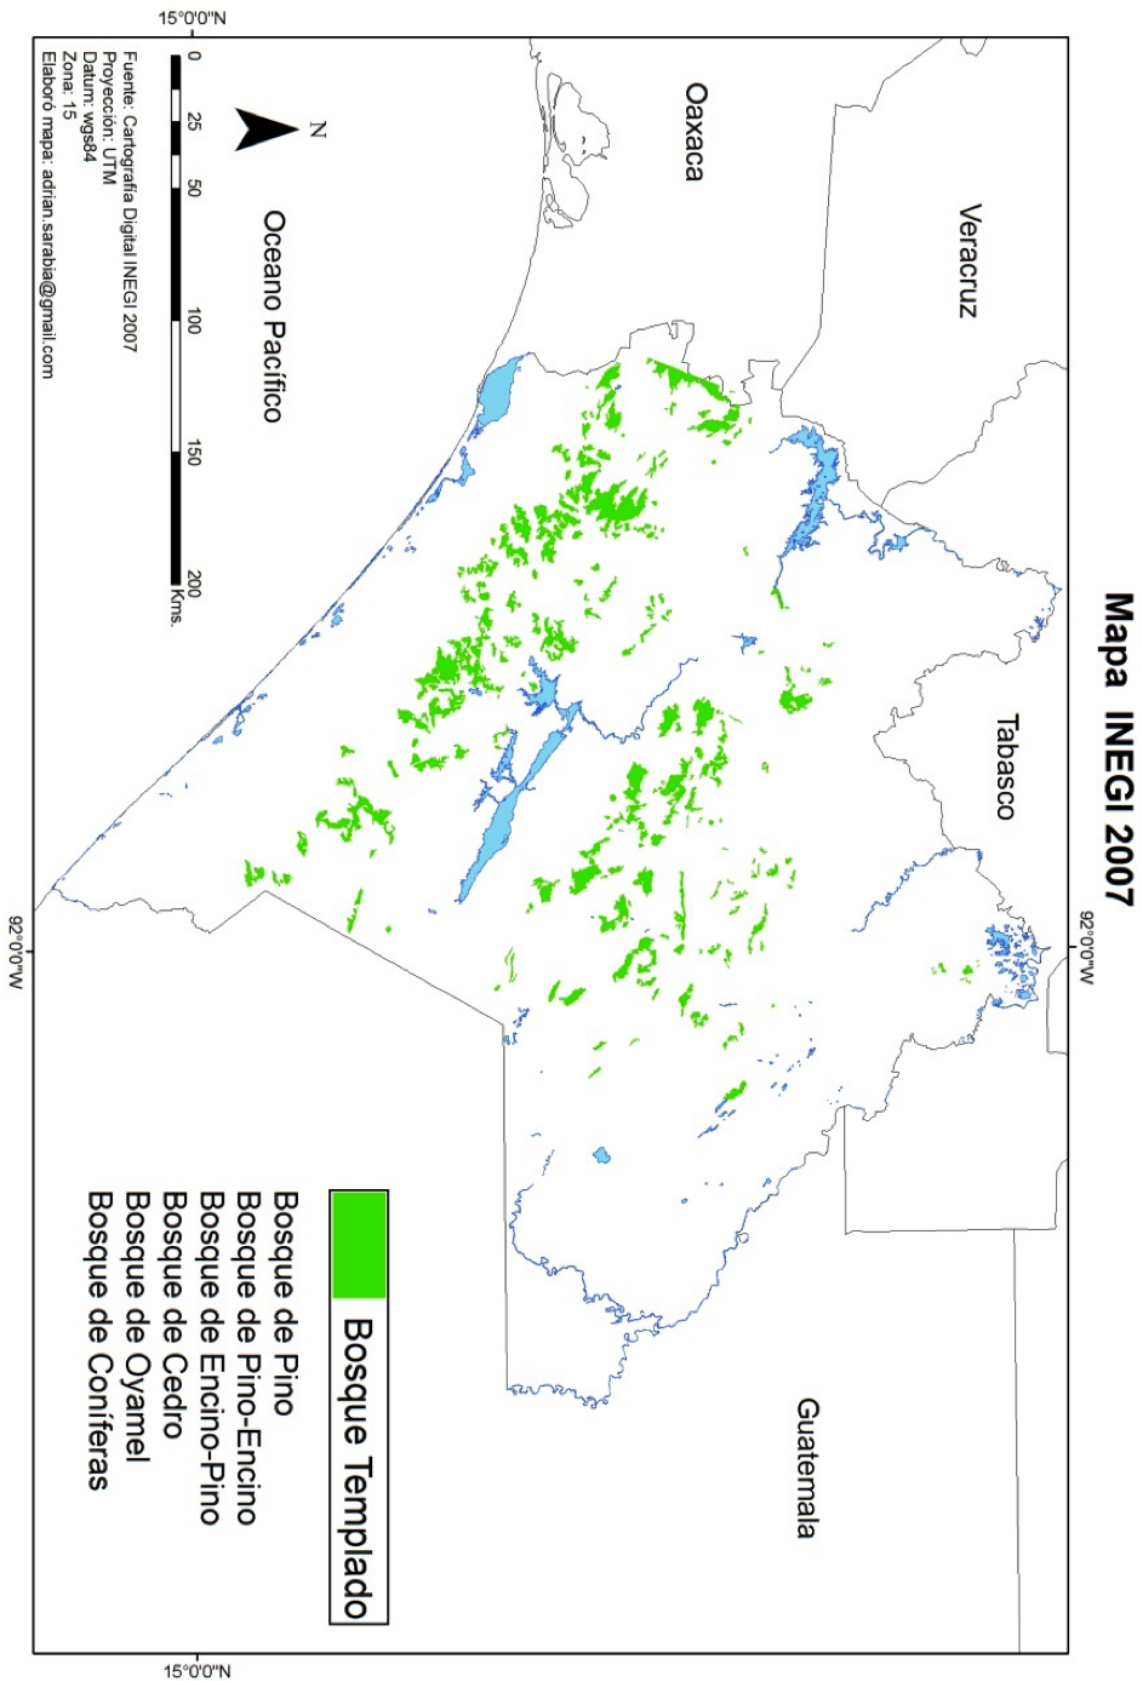 Mapa INEGI 2007
92°0'0"W
Veracruz
Tabasco
Oaxaca
Guatemala
Oceano Pacífico
N
0 25 50 100 150 200
Kms.
Fuente: Cartografía Digital INEGI 2007
Proyección: UTM
Datum: wgs84
Zona: 15
Elaboró mapa: adrian.sarabia@gmail.com
Bosque Templado
Bosque de Pino
Bosque de Pino-Encino
Bosque de Encino-Pino
Bosque de Cedro
Bosque de Oyamel
Bosque de Coníferas
15°0'0"N
15°0'0"N
92°0'0"W